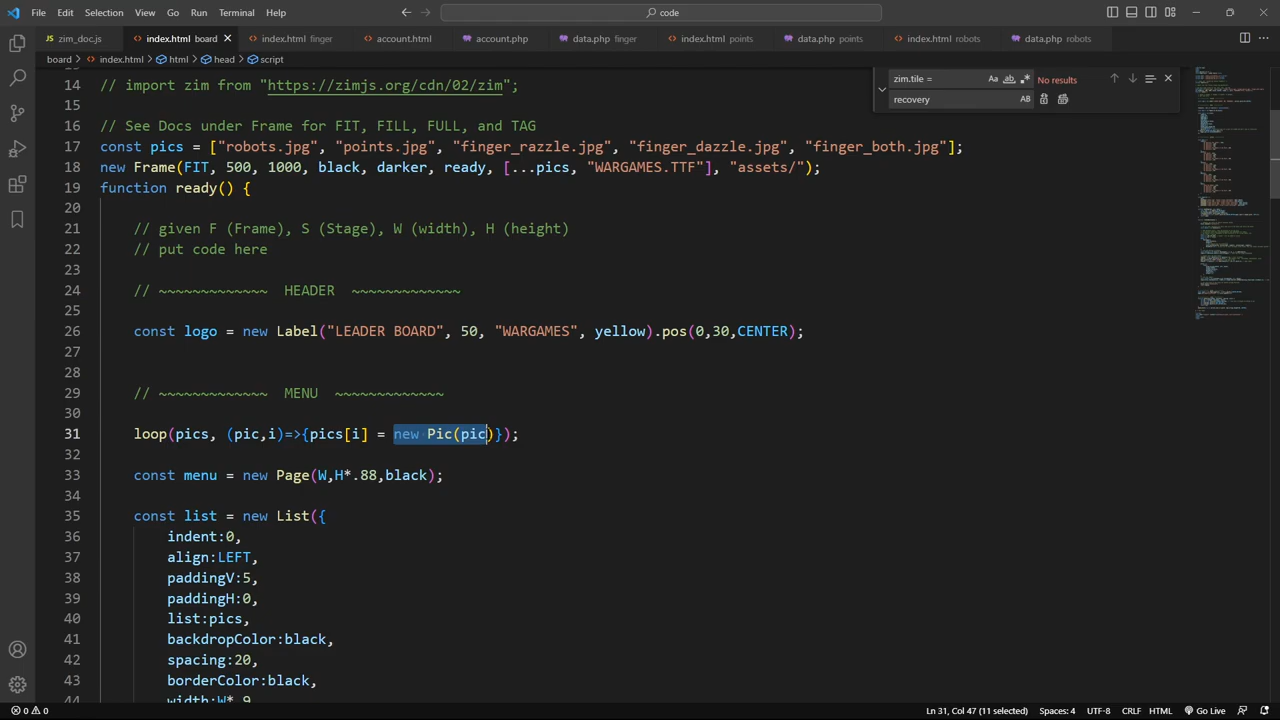 File Edit Selection View Go Run Terminal Help
code
zim_doc.js index.html board index.html finger account.html account.php data.php finger index.html points data.php points index.html robots data.php robots
board > index.html > html > head > script
zim.tile = Aa ab No results
recovery AB
14 // import zim from "https://zimjs.org/cdn/02/zim";
15
16 // See Docs under Frame for FIT, FILL, FULL, and TAG
17 const pics = ["robots.jpg", "points.jpg", "finger_razzle.jpg", "finger_dazzle.jpg", "finger_both.jpg"];
18 new Frame(FIT, 500, 1000, black, darker, ready, [...pics, "WARGAMES.TTF"], "assets/");
19 function ready() {
20
21 // given F (Frame), S (Stage), W (width), H (height)
22 // put code here
23
24 // ~~~~~~~~~~~~~ HEADER ~~~~~~~~~~~~~
25
26 const logo = new Label("LEADER BOARD", 50, "WARGAMES", yellow).pos(0,30,CENTER);
27
28
29 // ~~~~~~~~~~~~~ MENU ~~~~~~~~~~~~~
30
31 loop(pics, (pic,i)=>{pics[i] = new Pic(pic)});
32
33 const menu = new Page(W,H*.88,black);
34
35 const list = new List({
36 indent:0,
37 align:LEFT,
38 paddingV:5,
39 paddingH:0,
40 list:pics,
41 backdropColor:black,
42 spacing:20,
43 borderColor:black,
44 width:W*.9
0 0 Ln 31, Col 47 (11 selected) Spaces: 4 UTF-8 CRLF HTML Go Live